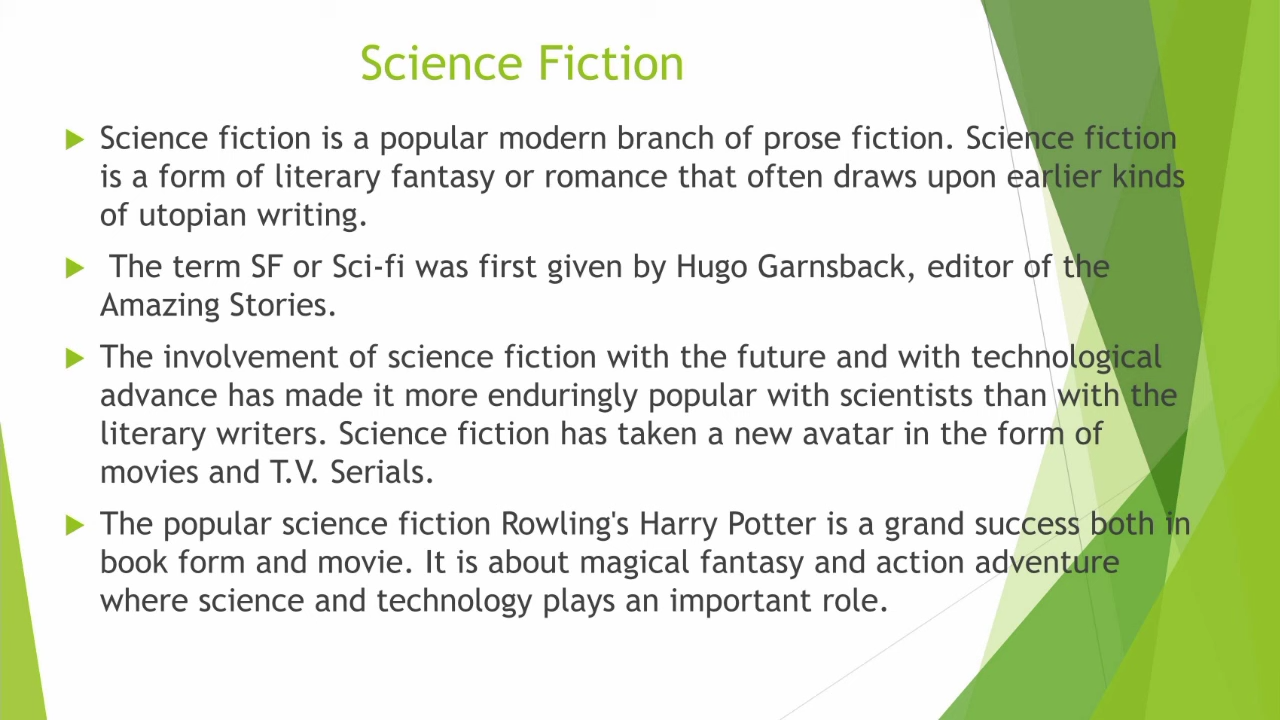 Science Fiction
Science fiction is a popular modern branch of prose fiction. Science fiction
is a form of literary fantasy or romance that often draws upon earlier kinds
of utopian writing.
The term SF or Sci-fi was first given by Hugo Garnsback, editor of the
Amazing Stories.
The involvement of science fiction with the future and with technological
advance has made it more enduringly popular with scientists than with the
literary writers. Science fiction has taken a new avatar in the form of
movies and T.V. Serials.
The popular science fiction Rowling's Harry Potter is a grand success both in
book form and movie. It is about magical fantasy and action adventure
where science and technology plays an important role.